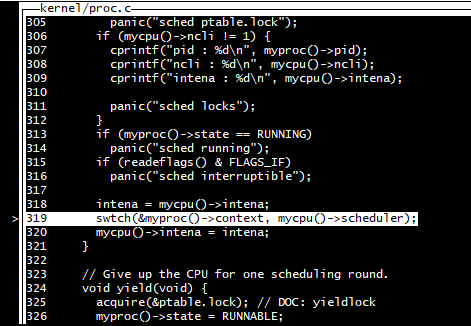 kernel/proc.c
305 panic("sched ptable.lock");
306 if (mycpu()->ncli != 1) {
307 cprintf("pid : %d\n", myproc()->pid);
308 cprintf("ncli : %d\n", mycpu()->ncli);
309 cprintf("intena : %d\n", mycpu()->intena);
310
311 panic("sched locks");
312 }
313 if (myproc()->state == RUNNING)
314 panic("sched running");
315 if (readeflags() & FLAGS_IF)
316 panic("sched interruptible");
317
318 intena = mycpu()->intena;
> 319 swtch(&myproc()->context, mycpu()->scheduler);
320 mycpu()->intena = intena;
321 }
322
323 // Give up the CPU for one scheduling round.
324 void yield(void) {
325 acquire(&ptable.lock); // DOC: yieldlock
326 myproc()->state = RUNNABLE;